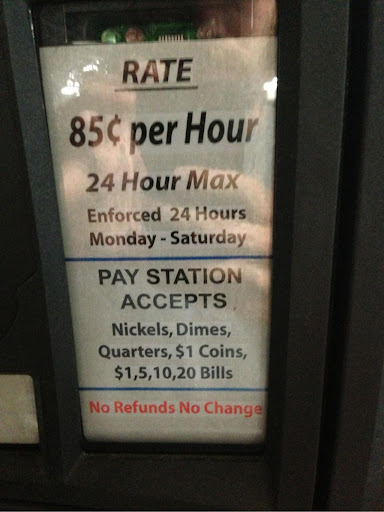 RATE
85¢ per Hour
24 Hour Max
Enforced 24 Hours
Monday - Saturday
PAY STATION
ACCEPTS
Nickels, Dimes,
Quarters, $1 Coins,
$1,5,10,20 Bills
No Refunds No Change